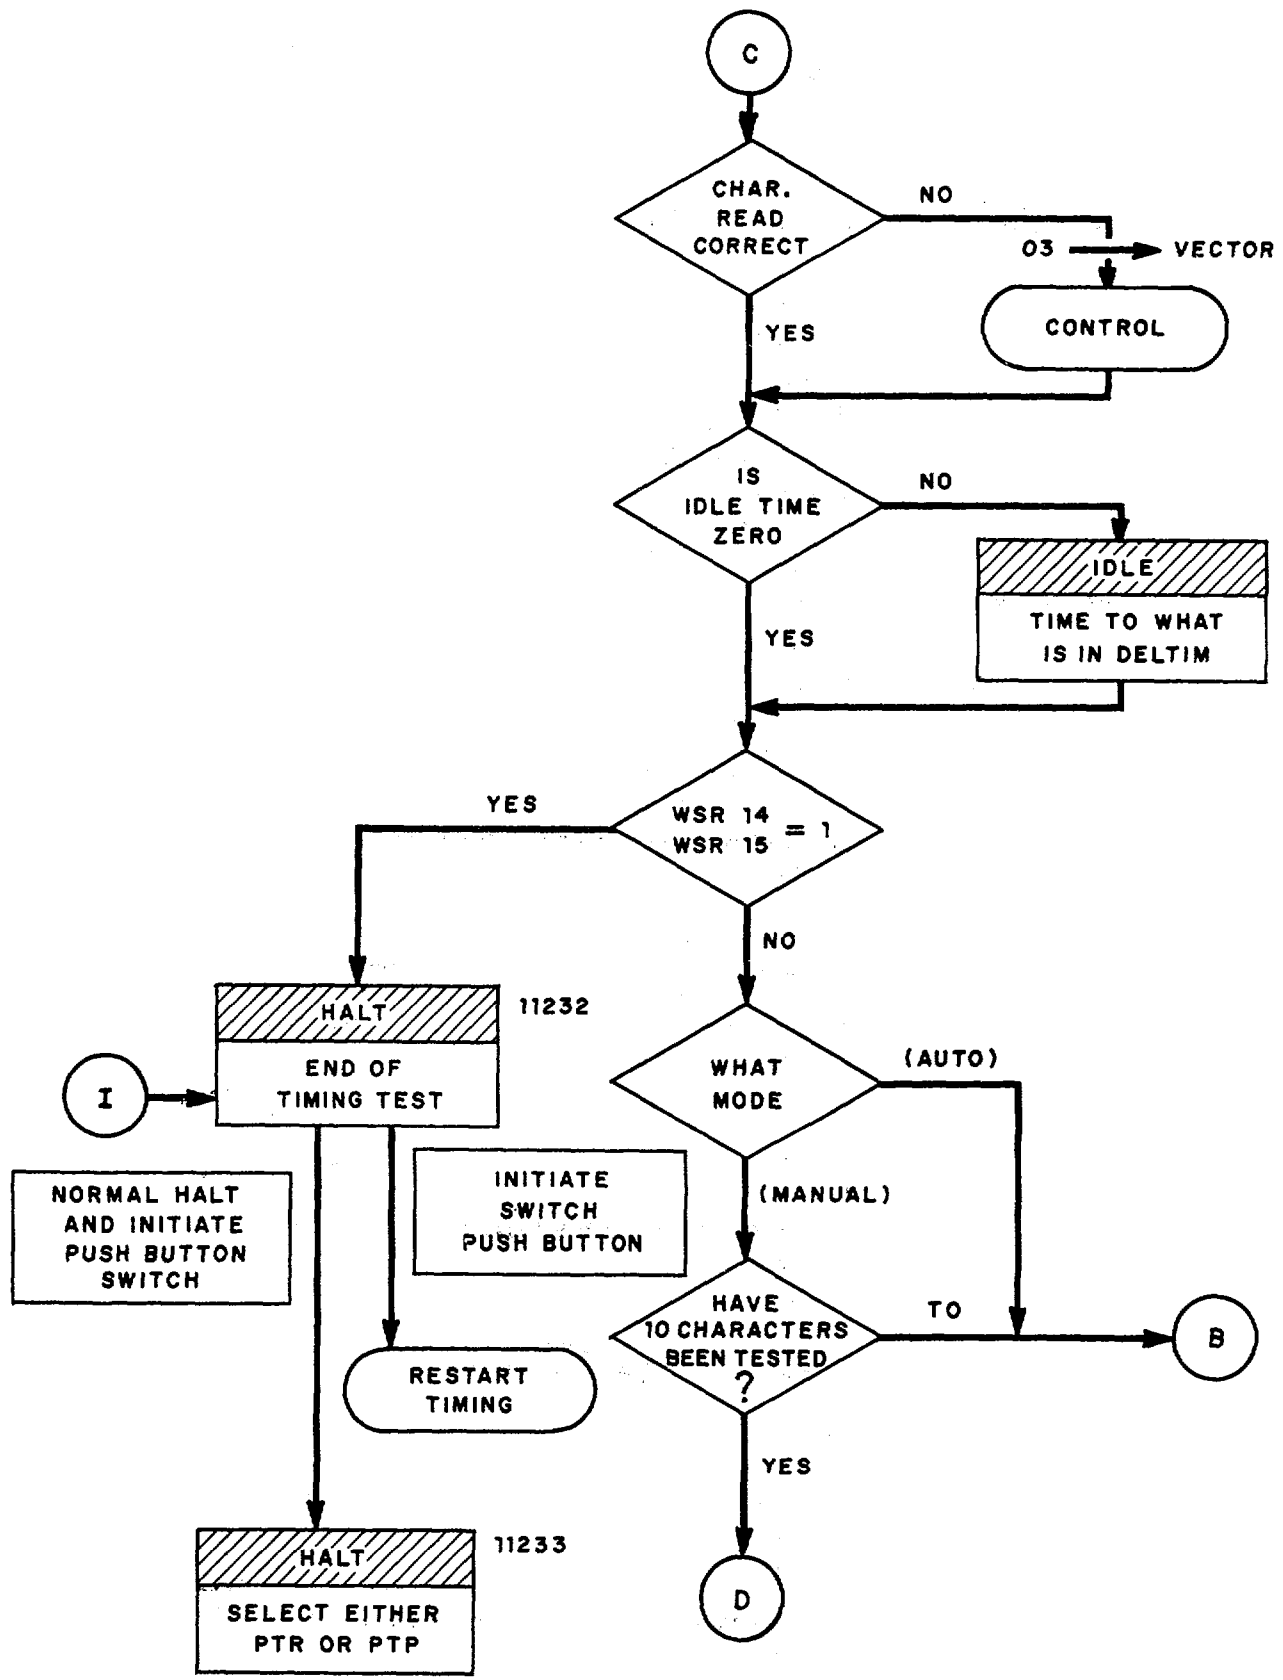 C
CHAR.
READ
CORRECT
NO
03
VECTOR
CONTROL
YES
IS
IDLE TIME
ZERO
NO
IDLE
TIME TO WHAT
IS IN DELTIM
YES
WSR 14
WSR 15
= 1
YES
NO
HALT
11232
END OF
TIMING TEST
I
WHAT
MODE
(AUTO)
(MANUAL)
NORMAL HALT
AND INITIATE
PUSH BUTTON
SWITCH
INITIATE
SWITCH
PUSH BUTTON
HAVE
10 CHARACTERS
BEEN TESTED
?
TO
B
RESTART
TIMING
YES
HALT
11233
SELECT EITHER
PTR OR PTP
D